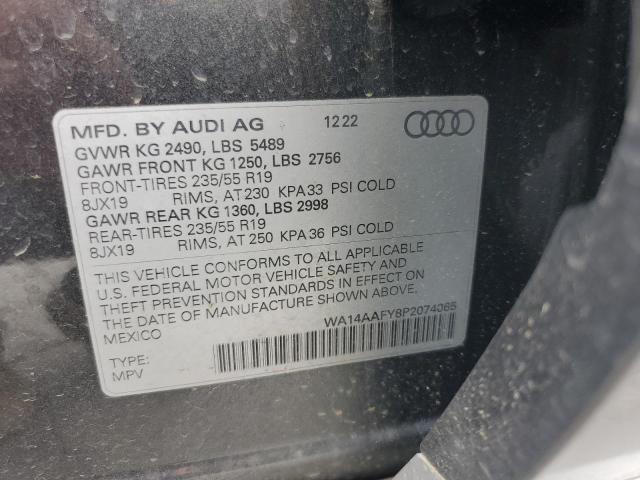 MFD. BY AUDI AG 12 22
GVWR KG 2490, LBS 5489
GAWR FRONT KG 1250, LBS 2756
FRONT-TIRES 235/55 R19
8JX19 RIMS, AT 230 KPA 33 PSI COLD
GAWR REAR KG 1360, LBS 2998
REAR-TIRES 235/55 R19
8JX19 RIMS, AT 250 KPA 36 PSI COLD
THIS VEHICLE CONFORMS TO ALL APPLICABLE
U.S. FEDERAL MOTOR VEHICLE SAFETY AND
THEFT PREVENTION STANDARDS IN EFFECT ON
THE DATE OF MANUFACTURE SHOWN ABOVE.
MEXICO
WA14AAFY8P2074065
TYPE:
MPV